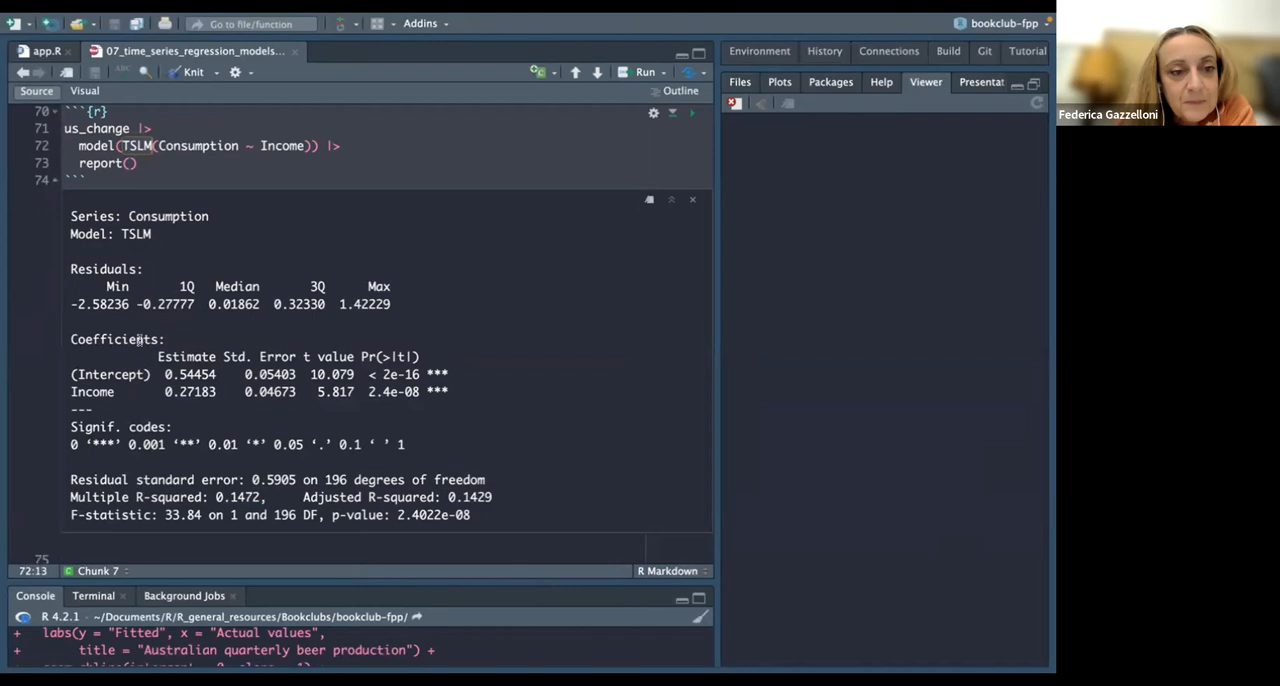 Go to file/function
Addins
bookclub-fpp
app.R
07_time_series_regression_models...
Knit
Run
Source
Visual
Outline
70 ```{r}
71 us_change |>
72 model(TSLM(Consumption ~ Income)) |>
73 report()
74 ```
Series: Consumption
Model: TSLM
Residuals:
Min 1Q Median 3Q Max
-2.58236 -0.27777 0.01862 0.32330 1.42229
Coefficients:
Estimate Std. Error t value Pr(>|t|)
(Intercept) 0.54454 0.05403 10.079 < 2e-16 ***
Income 0.27183 0.04673 5.817 2.4e-08 ***
---
Signif. codes:
0 ‘***’ 0.001 ‘**’ 0.01 ‘*’ 0.05 ‘.’ 0.1 ‘ ’ 1
Residual standard error: 0.5905 on 196 degrees of freedom
Multiple R-squared: 0.1472, Adjusted R-squared: 0.1429
F-statistic: 33.84 on 1 and 196 DF, p-value: 2.4022e-08
75
72:13 Chunk 7 R Markdown
Console Terminal Background Jobs
R 4.2.1 · ~/Documents/R/R_general_resources/Bookclubs/bookclub-fpp/
+ labs(y = "Fitted", x = "Actual values",
+ title = "Australian quarterly beer production") +
Environment History Connections Build Git Tutorial
Files Plots Packages Help Viewer Presentat
Federica Gazzelloni